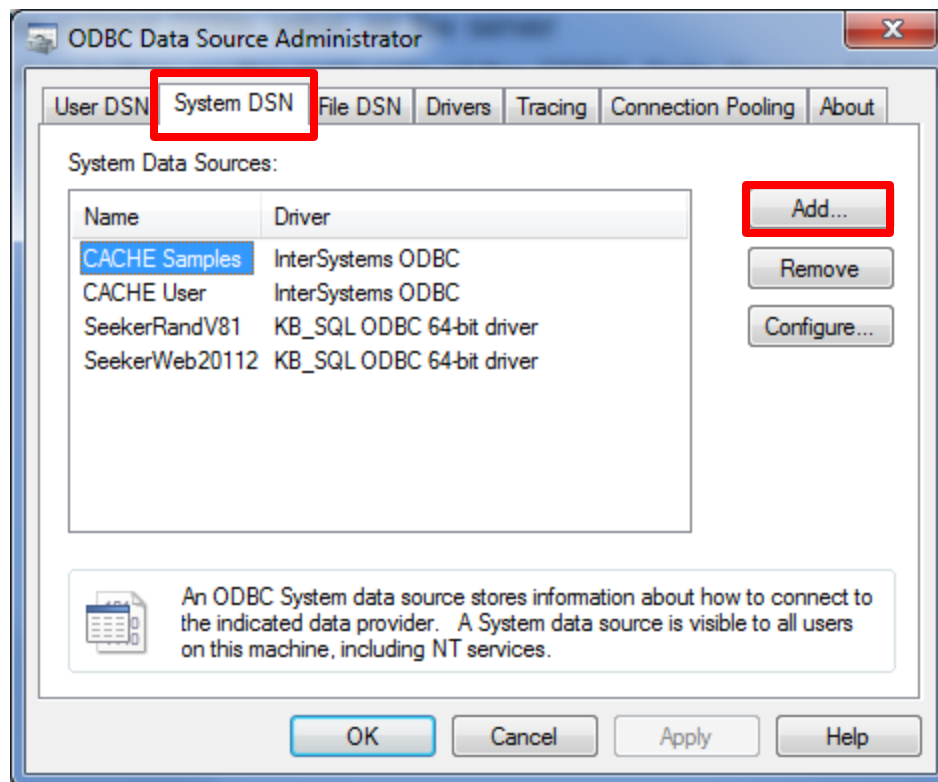 ODBC Data Source Administrator
User DSN System DSN File DSN Drivers Tracing Connection Pooling About
System Data Sources:
Name Driver
CACHE Samples InterSystems ODBC
CACHE User InterSystems ODBC
SeekerRandV81 KB_SQL ODBC 64-bit driver
SeekerWeb20112 KB_SQL ODBC 64-bit driver
Add...
Remove
Configure...
An ODBC System data source stores information about how to connect to
the indicated data provider. A System data source is visible to all users
on this machine, including NT services.
OK Cancel Apply Help